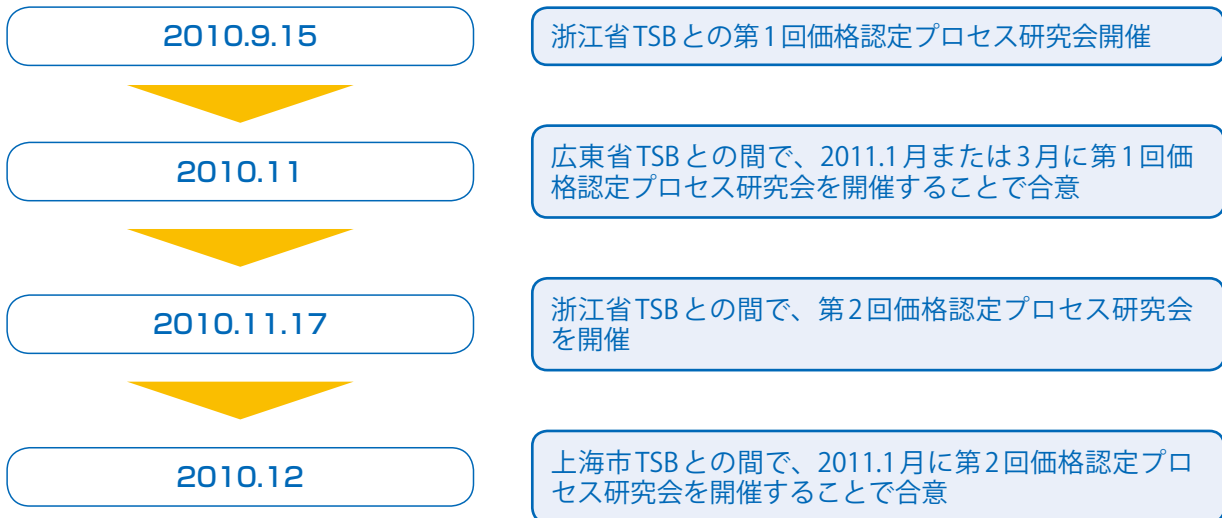 2010.9.15
浙江省TSBとの第1回価格認定プロセス研究会開催
2010.11
広東省TSBとの間で、2011.1月または3月に第1回価
格認定プロセス研究会を開催することで合意
2010.11.17
浙江省TSBとの間で、第2回価格認定プロセス研究会
を開催
2010.12
上海市TSBとの間で、2011.1月に第2回価格認定プロ
セス研究会を開催することで合意